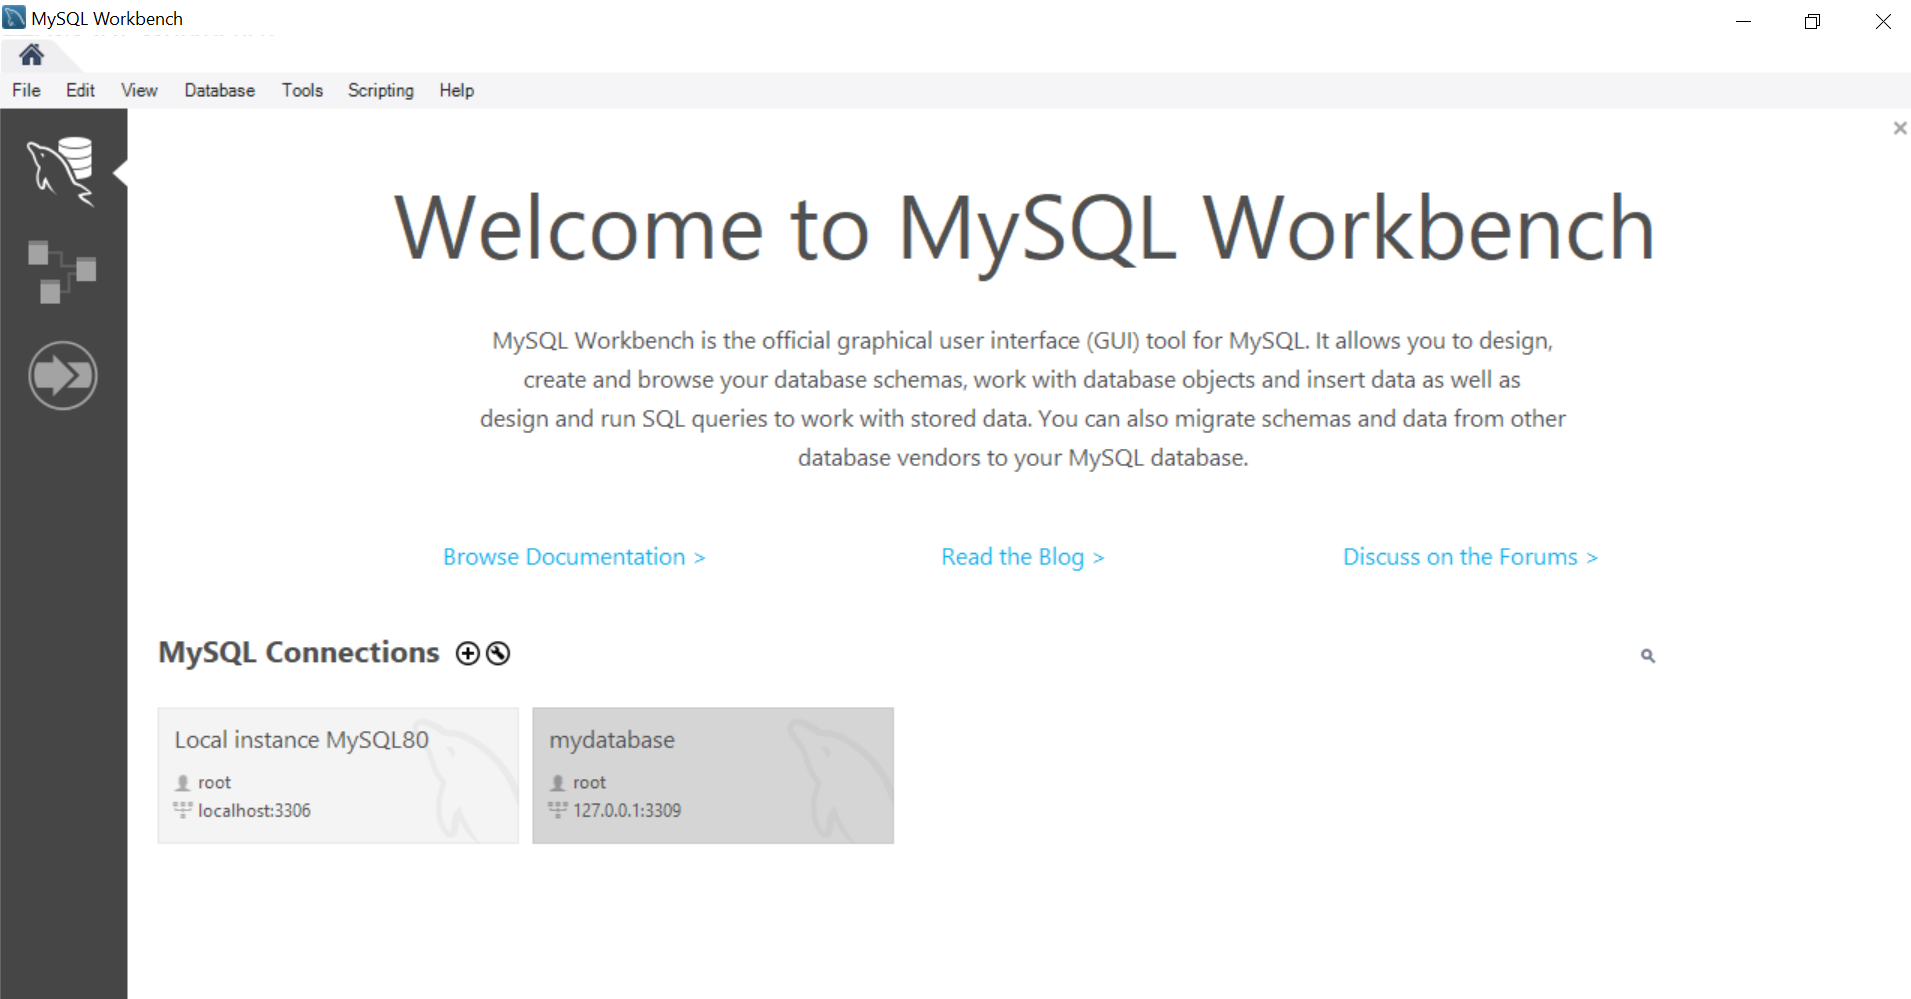 MySQL Workbench
File Edit View Database Tools Scripting Help
Welcome to MySQL Workbench
MySQL Workbench is the official graphical user interface (GUI) tool for MySQL. It allows you to design,
create and browse your database schemas, work with database objects and insert data as well as
design and run SQL queries to work with stored data. You can also migrate schemas and data from other
database vendors to your MySQL database.
Browse Documentation > Read the Blog > Discuss on the Forums >
MySQL Connections
Local instance MySQL80
root
localhost:3306
mydatabase
root
127.0.0.1:3309